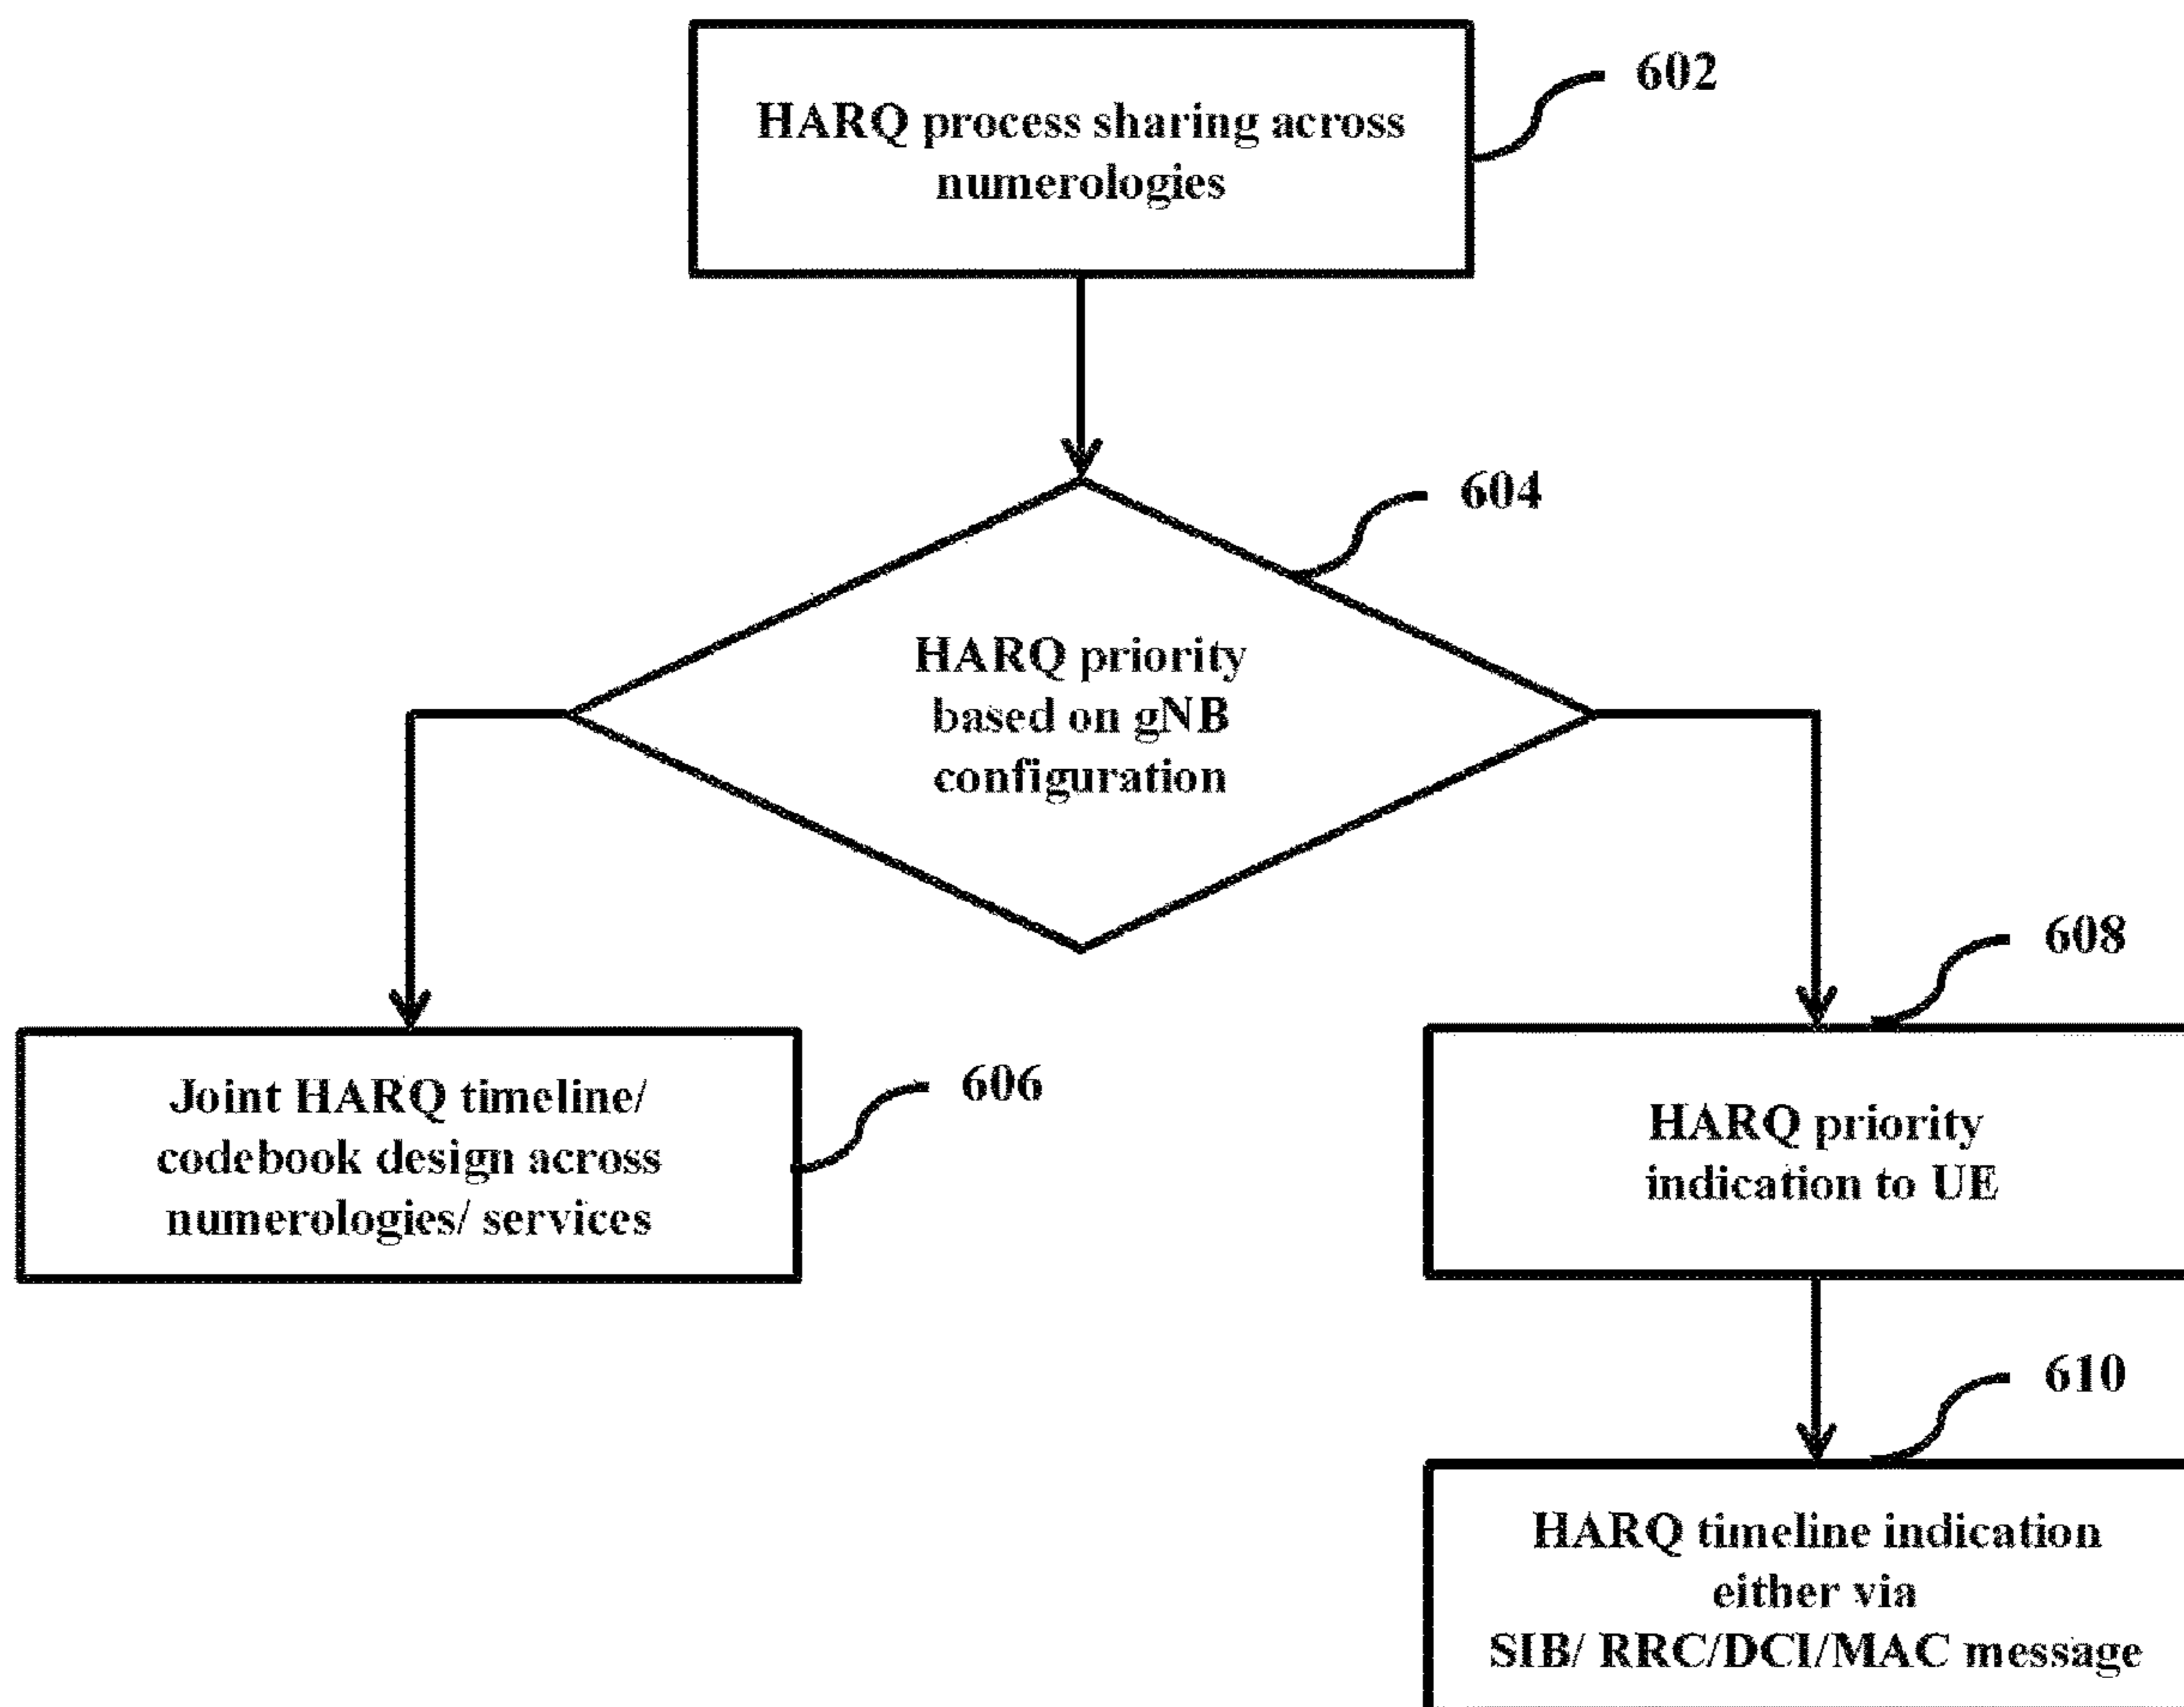 HARQ process sharing across
numerologies
602
604
HARQ priority
based on gNB
configuration
608
Joint HARQ timeline/
codebook design across
numerologies/ services
606
HARQ priority
indication to UE
610
HARQ timeline indication
either via
SIB/ RRC/DCI/MAC message